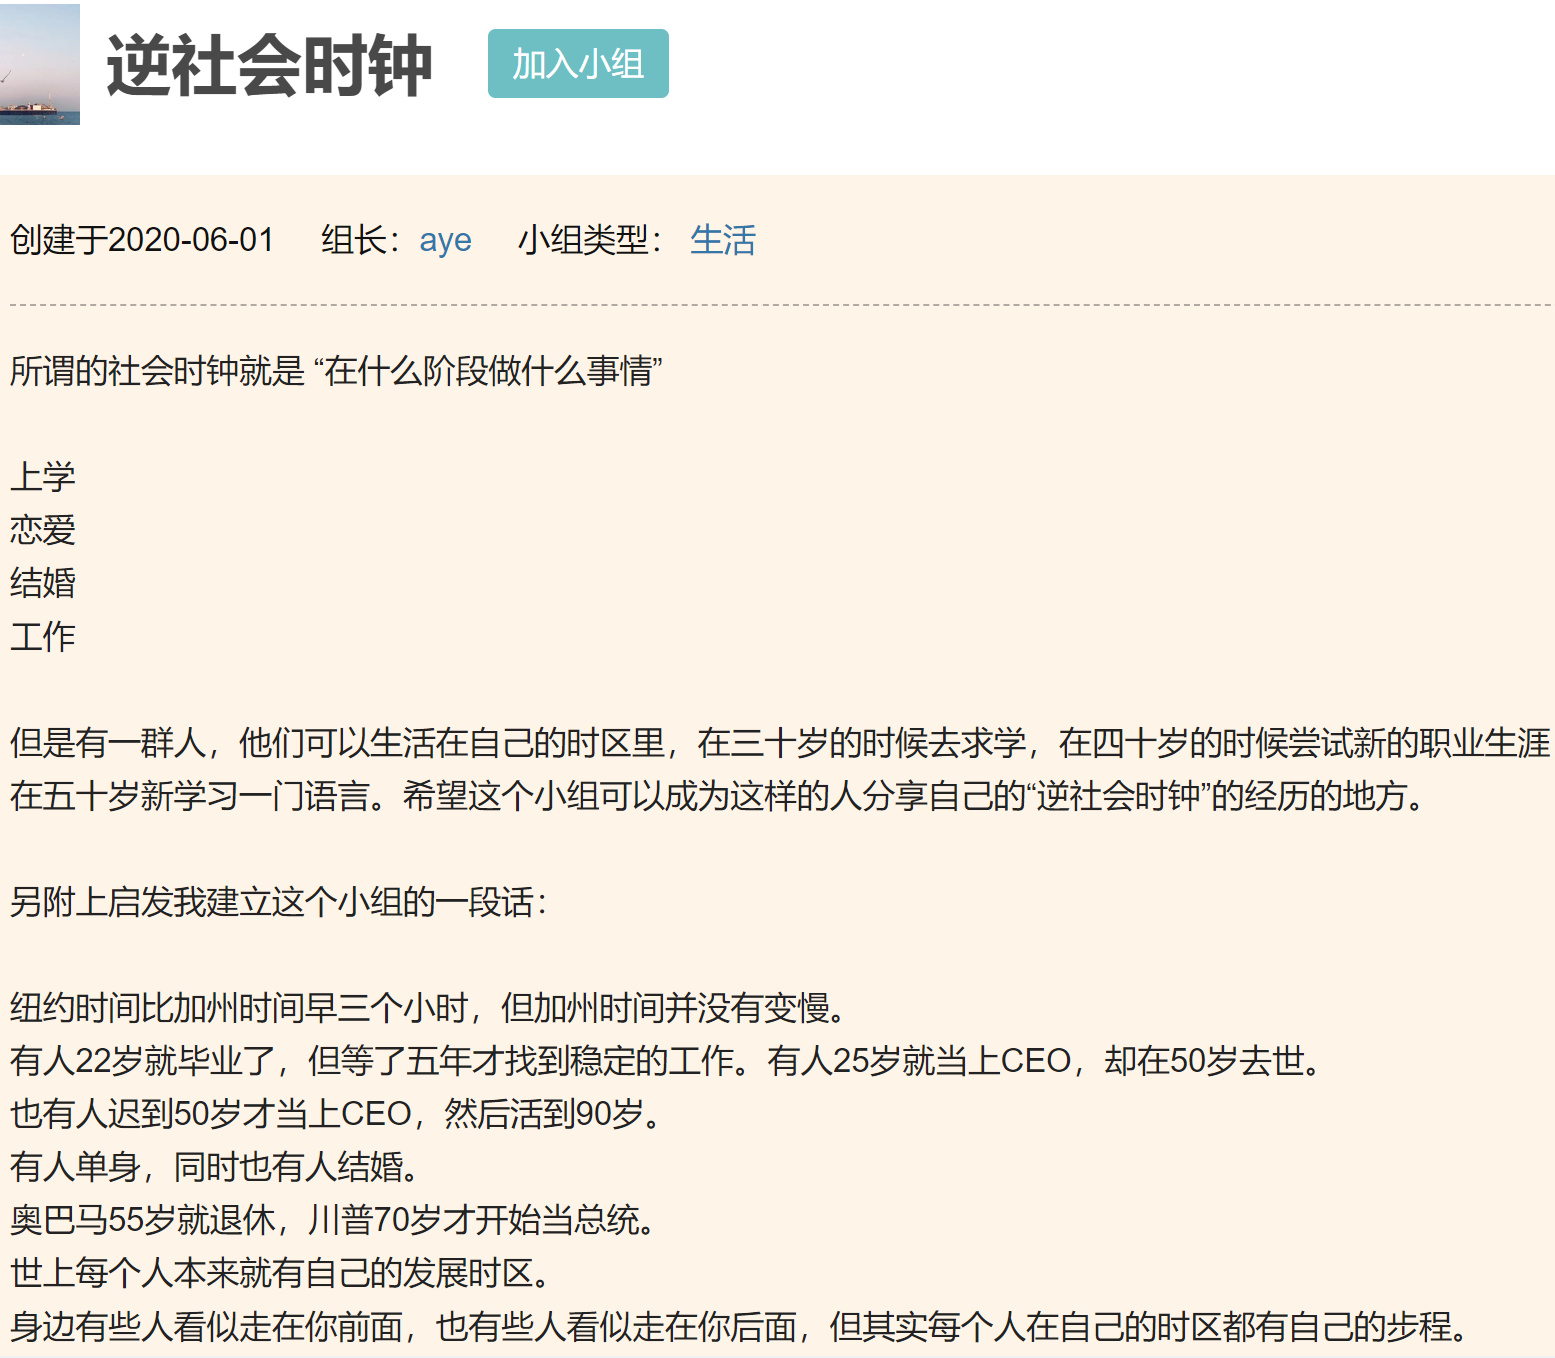 逆社会时钟 加入小组
创建于2020-06-01 组长：aye 小组类型： 生活
所谓的社会时钟就是 “在什么阶段做什么事情”
上学
恋爱
结婚
工作
但是有一群人，他们可以生活在自己的时区里，在三十岁的时候去求学，在四十岁的时候尝试新的职业生涯
在五十岁新学习一门语言。希望这个小组可以成为这样的人分享自己的“逆社会时钟”的经历的地方。
另附上启发我建立这个小组的一段话：
纽约时间比加州时间早三个小时，但加州时间并没有变慢。
有人22岁就毕业了，但等了五年才找到稳定的工作。有人25岁就当上CEO，却在50岁去世。
也有人迟到50岁才当上CEO，然后活到90岁。
有人单身，同时也有人结婚。
奥巴马55岁就退休，川普70岁才开始当总统。
世上每个人本来就有自己的发展时区。
身边有些人看似走在你前面，也有些人看似走在你后面，但其实每个人在自己的时区都有自己的步程。